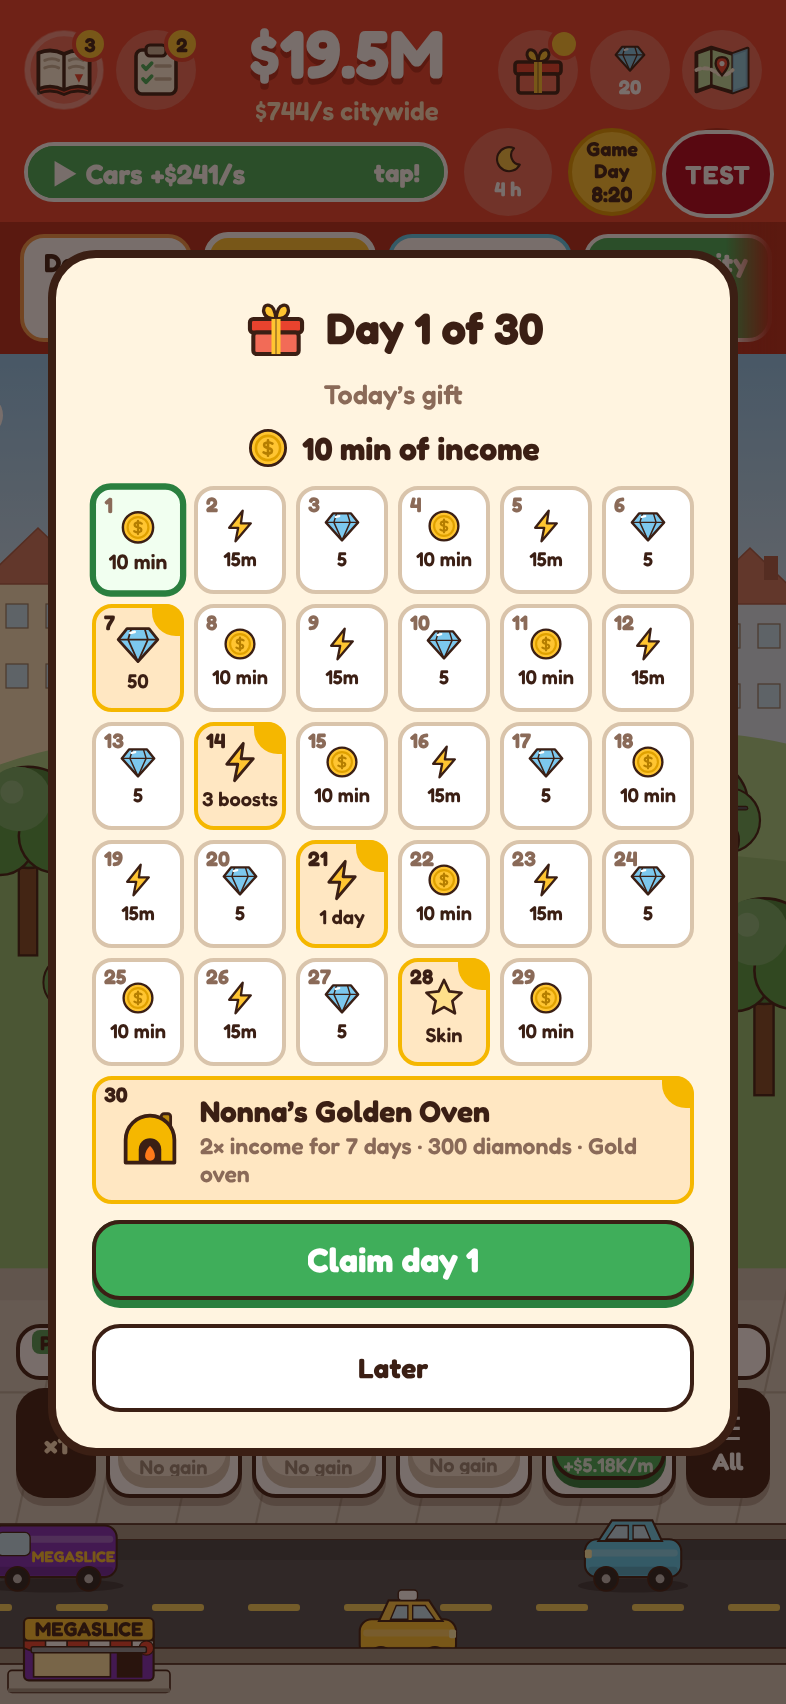 3
2
$19.5M
$744/s citywide
20
Cars +$241/s
tap!
4 h
Game
Day
8:20
TEST
Day 1 of 30
Today's gift
$ 10 min of income
1
$
10 min
2
15m
3
5
4
$
10 min
5
15m
6
5
7
50
8
$
10 min
9
15m
10
5
11
$
10 min
12
15m
13
5
14
3 boosts
15
$
10 min
16
15m
17
5
18
$
10 min
19
15m
20
5
21
1 day
22
$
10 min
23
15m
24
5
25
$
10 min
26
15m
27
5
28
Skin
29
$
10 min
30
Nonna's Golden Oven
2× income for 7 days · 300 diamonds · Gold
oven
Claim day 1
Later
No gain
No gain
No gain
+$5.18K/m
All
MEGASLICE
MEGASLICE